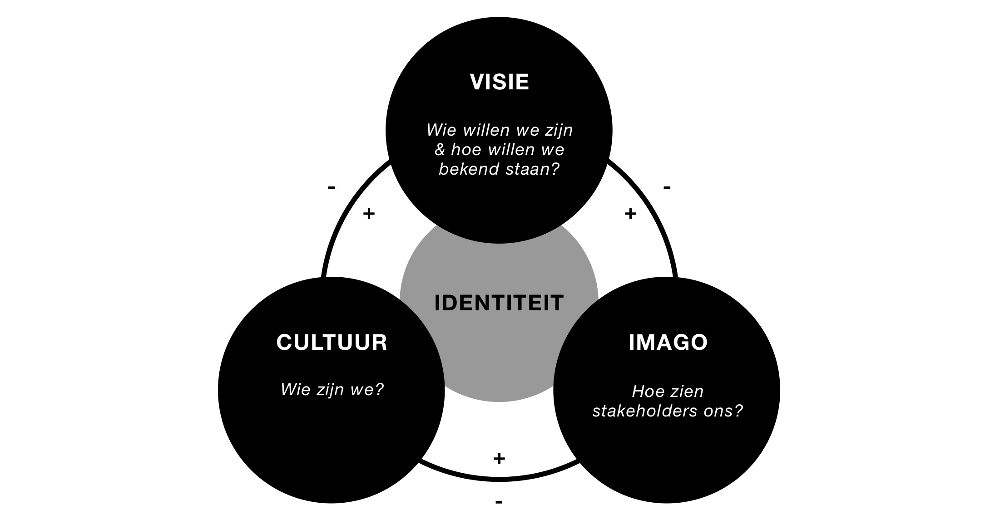 VISIE
Wie willen we zijn
& hoe willen we
bekend staan?
-
-
+
+
IDENTITEIT
CULTUUR
Wie zijn we?
IMAGO
Hoe zien
stakeholders ons?
+
-